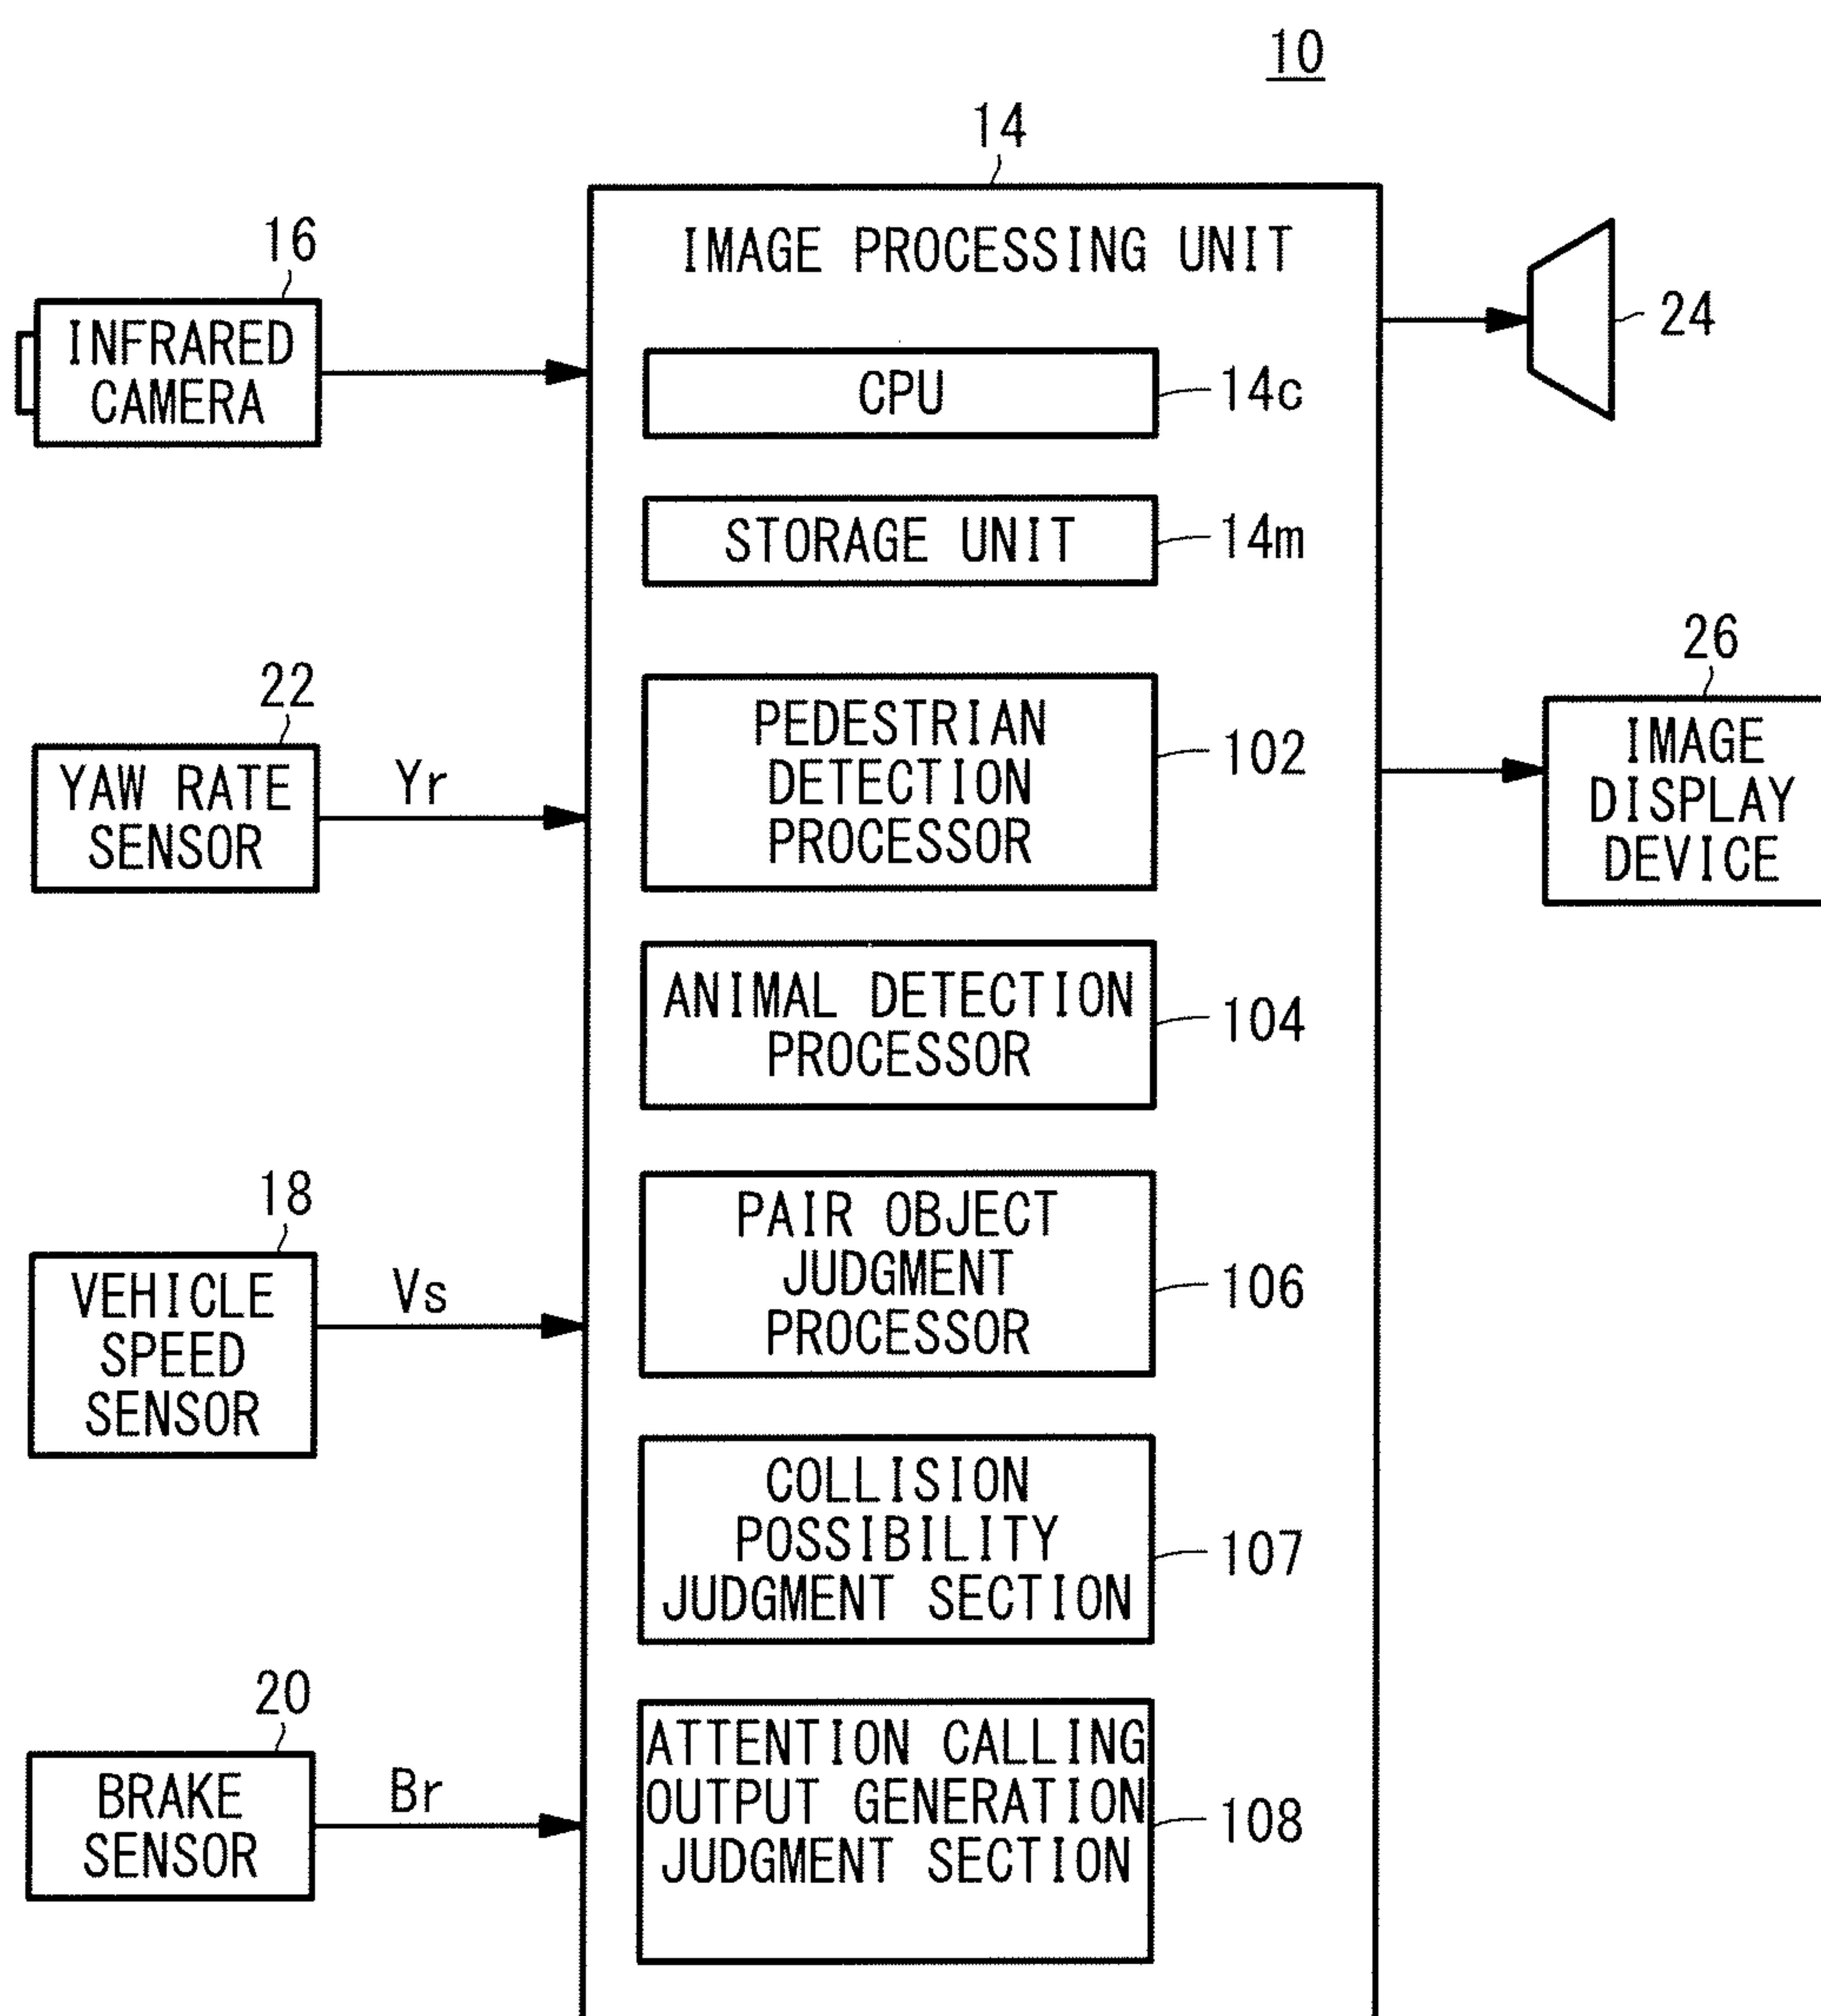 10
14
IMAGE PROCESSING UNIT
16
INFRARED
CAMERA
CPU
14c
24
STORAGE UNIT
14m
22
YAW RATE
SENSOR
Yr
PEDESTRIAN
DETECTION
PROCESSOR
102
26
IMAGE
DISPLAY
DEVICE
ANIMAL DETECTION
PROCESSOR
104
18
VEHICLE
SPEED
SENSOR
Vs
PAIR OBJECT
JUDGMENT
PROCESSOR
106
COLLISION
POSSIBILITY
JUDGMENT SECTION
107
20
BRAKE
SENSOR
Br
ATTENTION CALLING
OUTPUT GENERATION
JUDGMENT SECTION
108